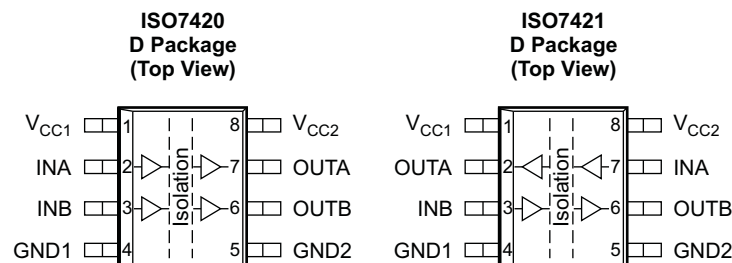 ISO7420
D Package
(Top View)
VCC1 1 8 VCC2
INA 2 7 OUTA
INB 3 6 OUTB
GND1 4 5 GND2
Isolation
ISO7421
D Package
(Top View)
VCC1 1 8 VCC2
OUTA 2 7 INA
INB 3 6 OUTB
GND1 4 5 GND2
Isolation